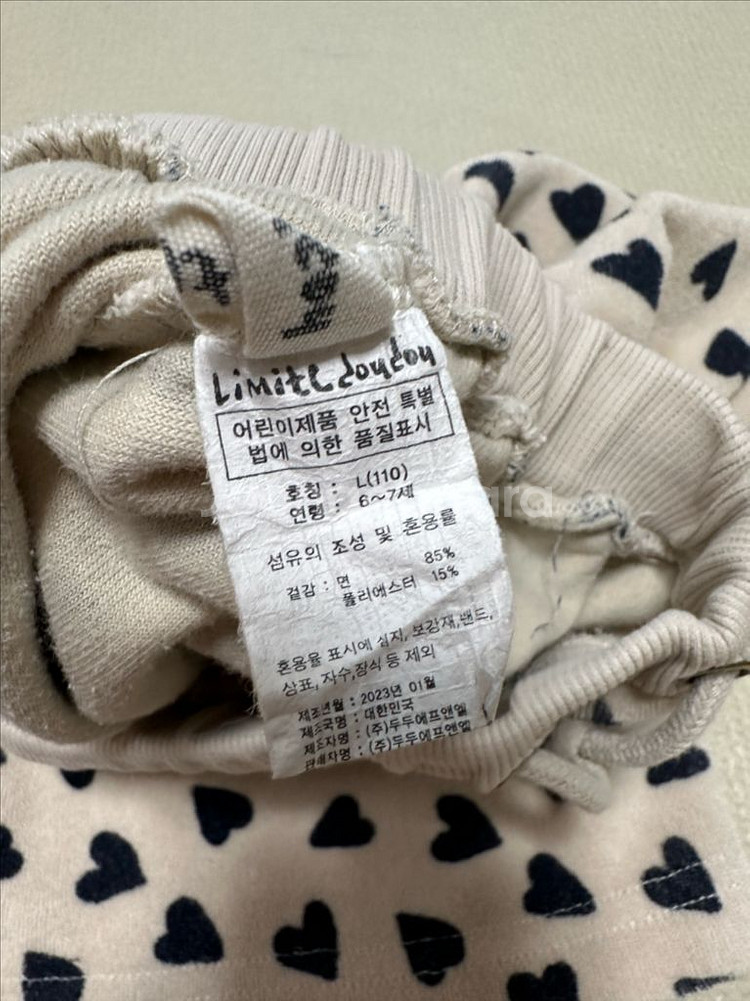 Limite doudou
어린이제품 안전 특별
법에 의한 품질표시
호칭 : L(110)
연령 : 6~7세
섬유의 조성 및 혼용률
겉감 : 면 85%
폴리에스터 15%
혼용율 표시에 심지, 보강재,밴드,
상표, 자수,장식 등 제외
제조년월 : 2023년 01월
제조국명 : 대한민국
제조자명 : (주)두두에프앤엘
판매자명 : (주)두두에프앤엘